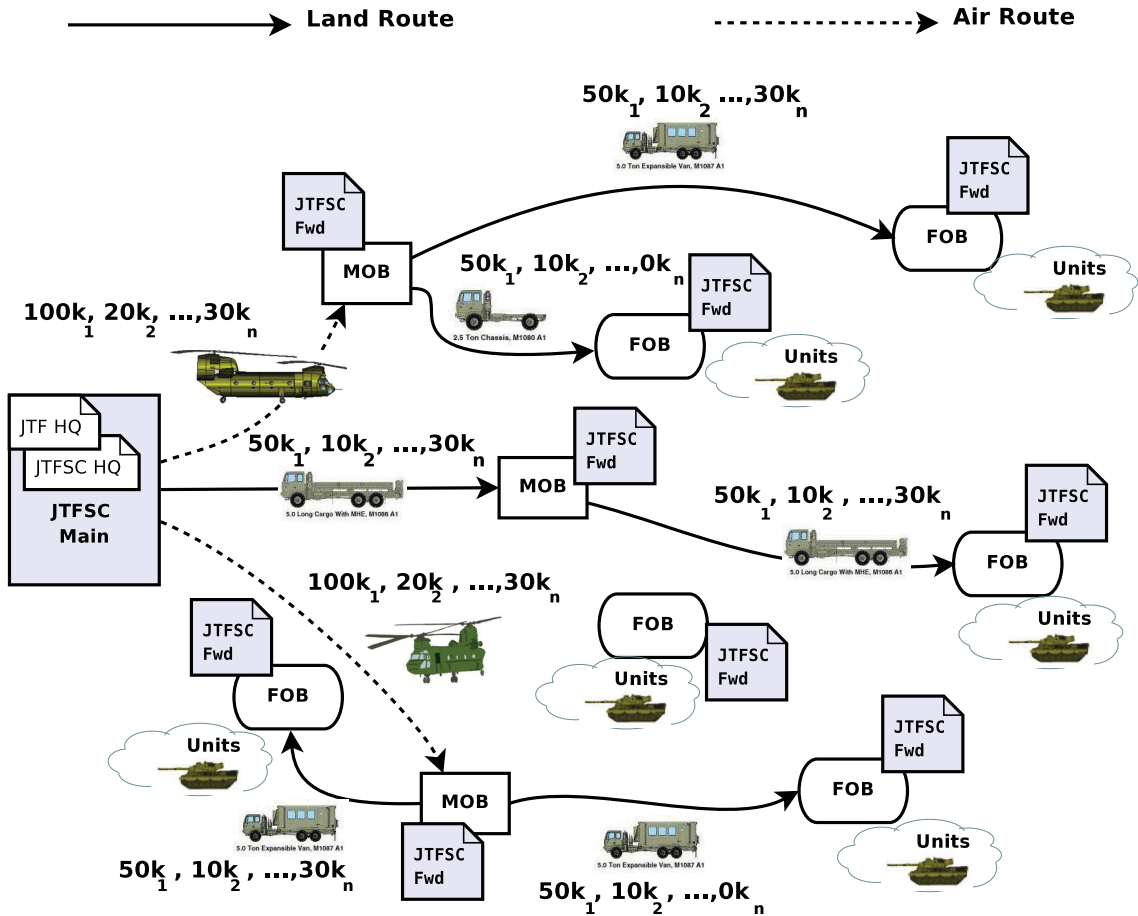 Land Route
Air Route
50k1, 10k2 ...,30kn
5.0 Ton Expansible Van, M1087 A1
JTFSC
Fwd
FOB
Units
JTFSC
Fwd
MOB
50k1, 10k2, ...,0kn
2.5 Ton Chassis, M1080 A1
JTFSC
Fwd
FOB
Units
100k1, 20k2, ...,30kn
JTF HQ
JTFSC HQ
JTFSC
Main
50k1, 10k2, ...,30kn
5.0 Long Cargo With MHE, M1086 A1
JTFSC
Fwd
MOB
50k1, 10k2, ...,30kn
5.0 Long Cargo With MHE, M1086 A1
JTFSC
Fwd
FOB
Units
100k1, 20k2, ...,30kn
JTFSC
Fwd
FOB
Units
FOB
JTFSC
Fwd
Units
5.0 Ton Expansible Van, M1087 A1
50k1, 10k2, ...,30kn
MOB
JTFSC
Fwd
5.0 Ton Expansible Van, M1087 A1
50k1, 10k2, ...,0kn
JTFSC
Fwd
FOB
Units